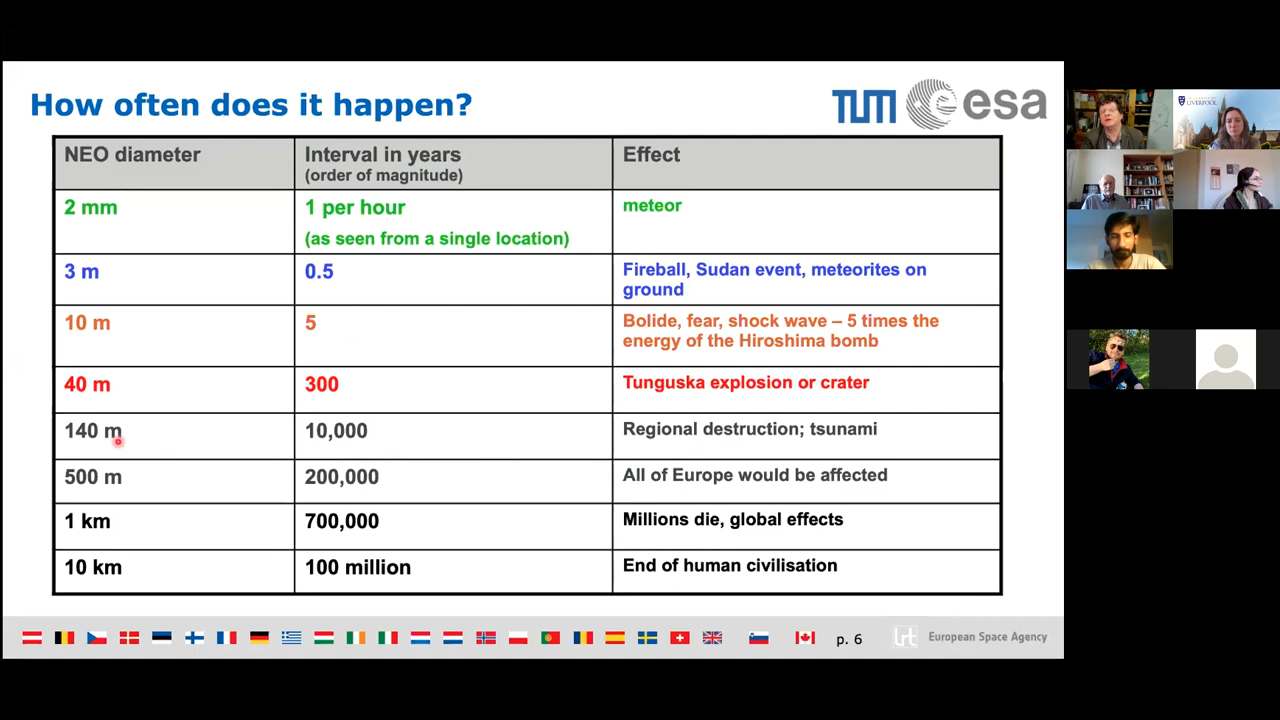 How often does it happen?
TUM
esa
NEO diameter
Interval in years
(order of magnitude)
Effect
2 mm
1 per hour
(as seen from a single location)
meteor
3 m
0.5
Fireball, Sudan event, meteorites on
ground
10 m
5
Bolide, fear, shock wave – 5 times the
energy of the Hiroshima bomb
40 m
300
Tunguska explosion or crater
140 m
10,000
Regional destruction; tsunami
500 m
200,000
All of Europe would be affected
1 km
700,000
Millions die, global effects
10 km
100 million
End of human civilisation
p. 6
lrt
European Space Agency
LIVERPOOL